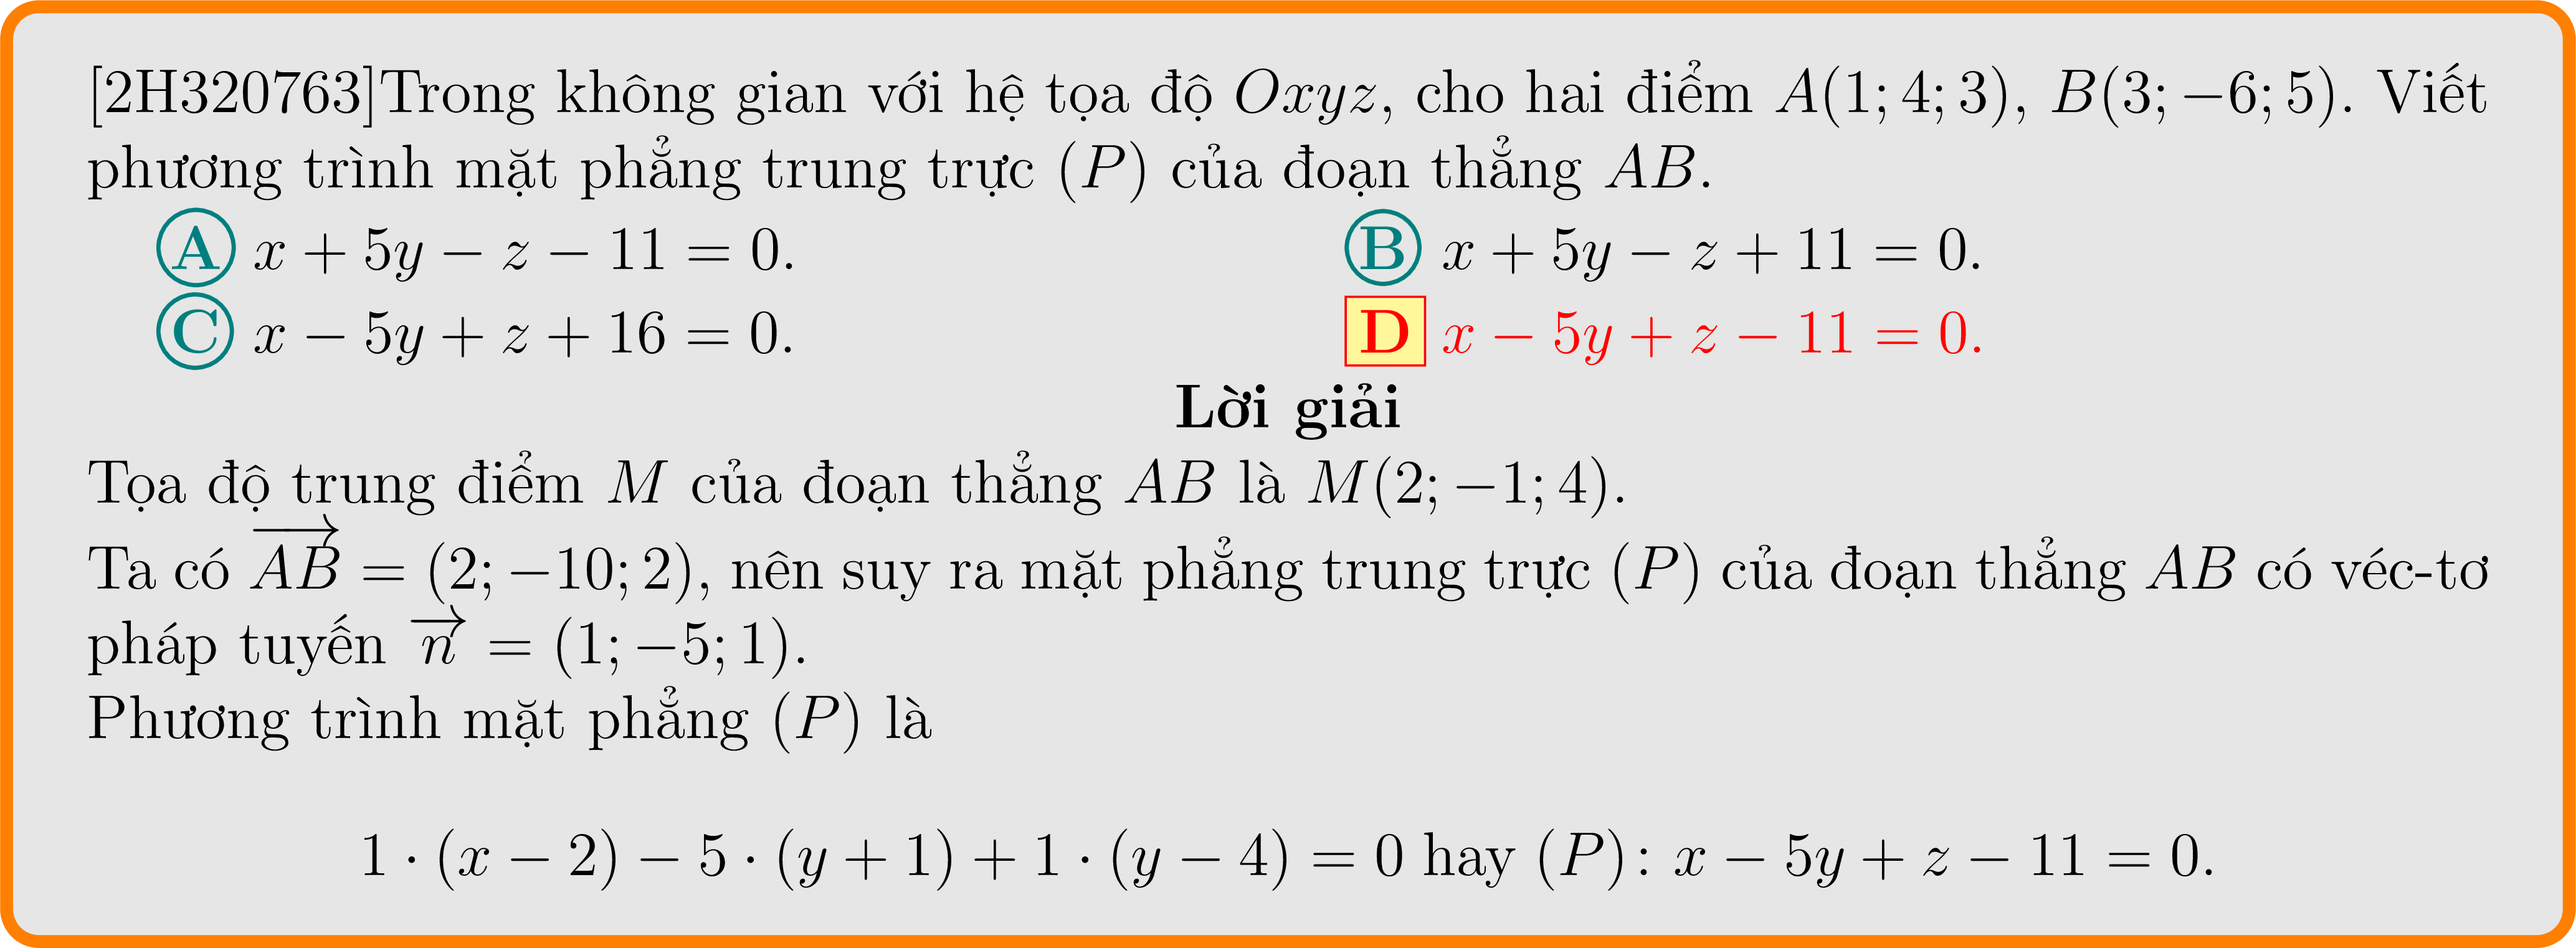 [2H320763]Trong không gian với hệ tọa độ Oxyz, cho hai điểm A(1; 4; 3), B(3; −6; 5). Viết
phương trình mặt phẳng trung trực (P) của đoạn thẳng AB.
A x + 5y − z − 11 = 0.
B x + 5y − z + 11 = 0.
C x − 5y + z + 16 = 0.
D x − 5y + z − 11 = 0.
Lời giải
Tọa độ trung điểm M của đoạn thẳng AB là M(2; −1; 4).
Ta có $\overrightarrow{AB}$ = (2; −10; 2), nên suy ra mặt phẳng trung trực (P) của đoạn thẳng AB có véc-tơ
pháp tuyến $\overrightarrow{n}$ = (1; −5; 1).
Phương trình mặt phẳng (P) là
1 · (x − 2) − 5 · (y + 1) + 1 · (y − 4) = 0 hay (P): x − 5y + z − 11 = 0.